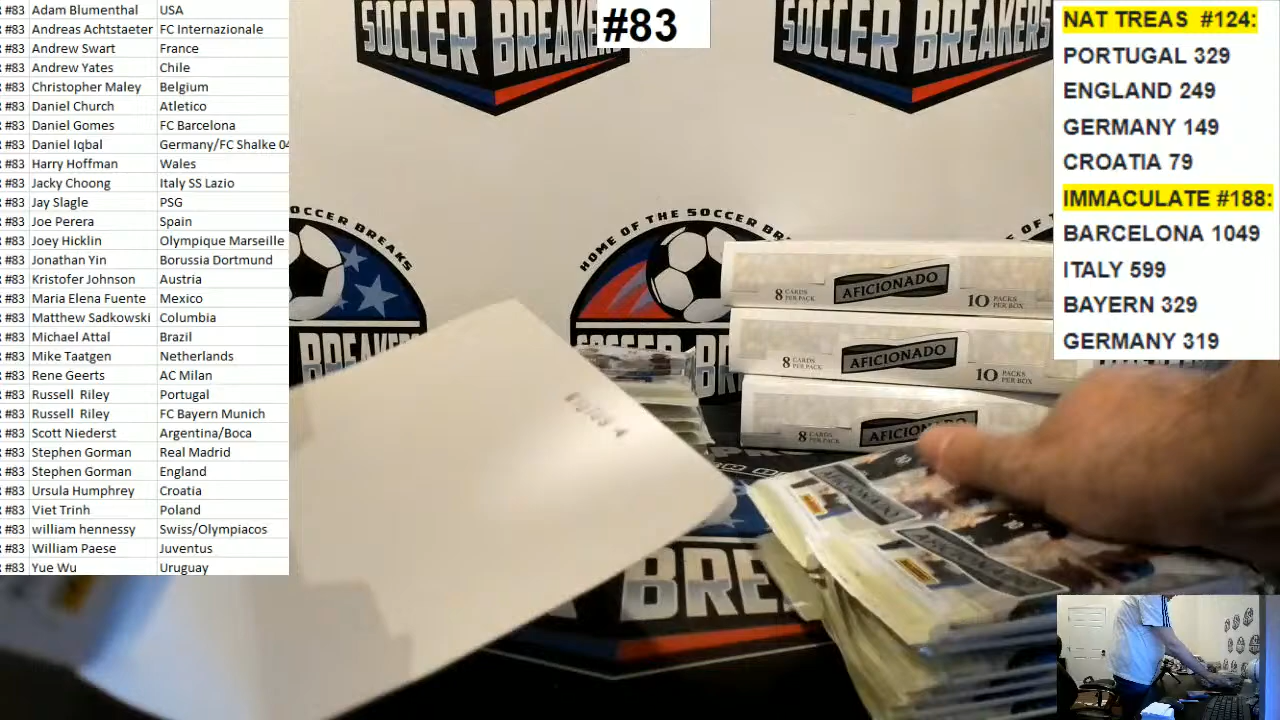 #83 Adam Blumenthal USA
#83 Andreas Achtstaeter FC Internazionale
#83 Andrew Swart France
#83 Andrew Yates Chile
#83 Christopher Maley Belgium
#83 Daniel Church Atletico
#83 Daniel Gomes FC Barcelona
#83 Daniel Iqbal Germany/FC Shalke 04
#83 Harry Hoffman Wales
#83 Jacky Choong Italy SS Lazio
#83 Jay Slagle PSG
#83 Joe Perera Spain
#83 Joey Hicklin Olympique Marseille
#83 Jonathan Yin Borussia Dortmund
#83 Kristofer Johnson Austria
#83 Maria Elena Fuente Mexico
#83 Matthew Sadkowski Columbia
#83 Michael Attal Brazil
#83 Mike Taatgen Netherlands
#83 Rene Geerts AC Milan
#83 Russell Riley Portugal
#83 Russell Riley FC Bayern Munich
#83 Scott Niederst Argentina/Boca
#83 Stephen Gorman Real Madrid
#83 Stephen Gorman England
#83 Ursula Humphrey Croatia
#83 Viet Trinh Poland
#83 william hennessy Swiss/Olympiacos
#83 William Paese Juventus
#83 Yue Wu Uruguay
#83
SOCCER BREAKE
SOCCER BREAKERS
OCCER BREAKS
HOME OF THE SOCCER BR
BREAKER
BRE
8 CARDS PER PACK AFICIONADO 10 PACKS PER BOX
8 CARDS PER PACK AFICIONADO 10 PACKS PER BOX
8 CARDS PER PACK AFICIONADO
AFICIONADO
AFICIONADO
NAT TREAS #124:
PORTUGAL 329
ENGLAND 249
GERMANY 149
CROATIA 79
IMMACULATE #188:
BARCELONA 1049
ITALY 599
BAYERN 329
GERMANY 319